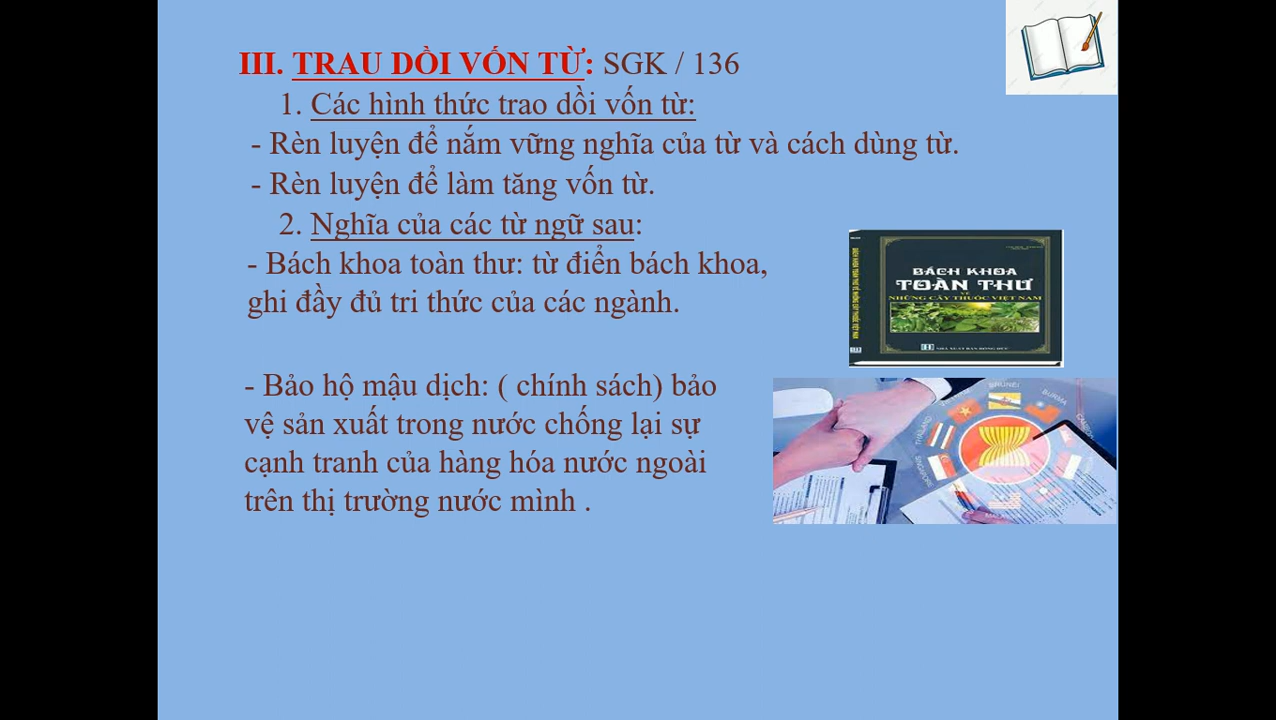 III. TRAU DỒI VỐN TỪ: SGK / 136
1. Các hình thức trao dồi vốn từ:
- Rèn luyện để nắm vững nghĩa của từ và cách dùng từ.
- Rèn luyện để làm tăng vốn từ.
2. Nghĩa của các từ ngữ sau:
- Bách khoa toàn thư: từ điển bách khoa,
ghi đầy đủ tri thức của các ngành.
BÁCH KHOA
TOÀN THƯ
VỀ
NHỮNG CÂY THUỐC VIỆT NAM
- Bảo hộ mậu dịch: ( chính sách) bảo
vệ sản xuất trong nước chống lại sự
cạnh tranh của hàng hóa nước ngoài
trên thị trường nước mình .
BRUNEI
BURMA
THAILAND
SINGAPORE